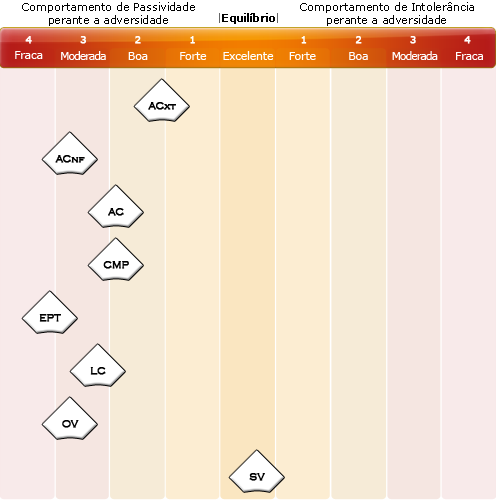 Comportamento de Passividade
perante a adversidade
|Equilíbrio|
Comportamento de Intolerância
perante a adversidade
4 3 2 1 1 2 3 4
Fraca Moderada Boa Forte Excelente Forte Boa Moderada Fraca
ACXT
ACNF
AC
CMP
EPT
LC
OV
SV